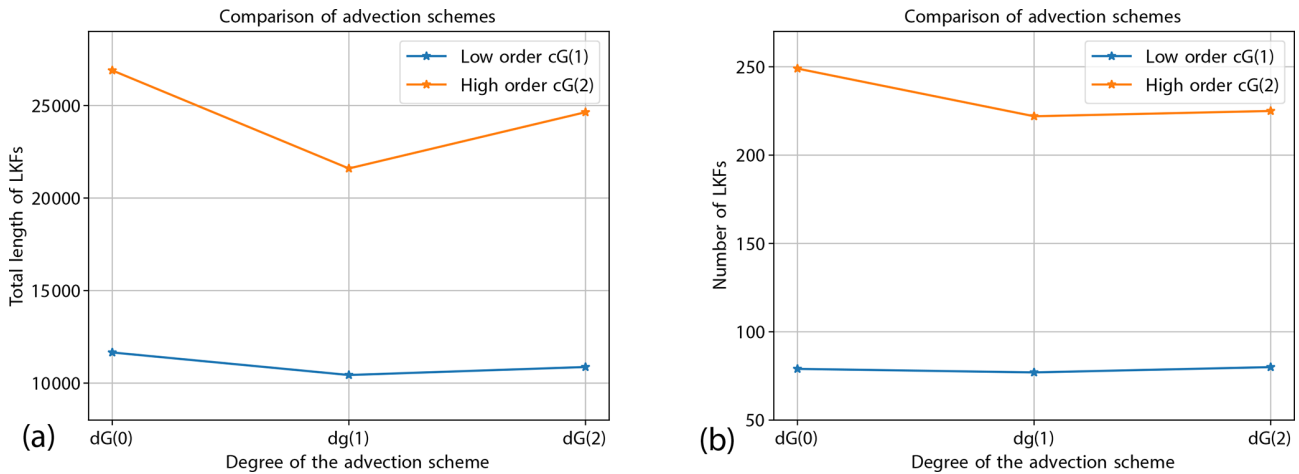 Comparison of advection schemes
Low order cG(1)
High order cG(2)
Total length of LKFs
25000
20000
15000
10000
dG(0)
dg(1)
dG(2)
Degree of the advection scheme
(a)
Comparison of advection schemes
Low order cG(1)
High order cG(2)
Number of LKFs
250
200
150
100
50
dG(0)
dg(1)
dG(2)
Degree of the advection scheme
(b)